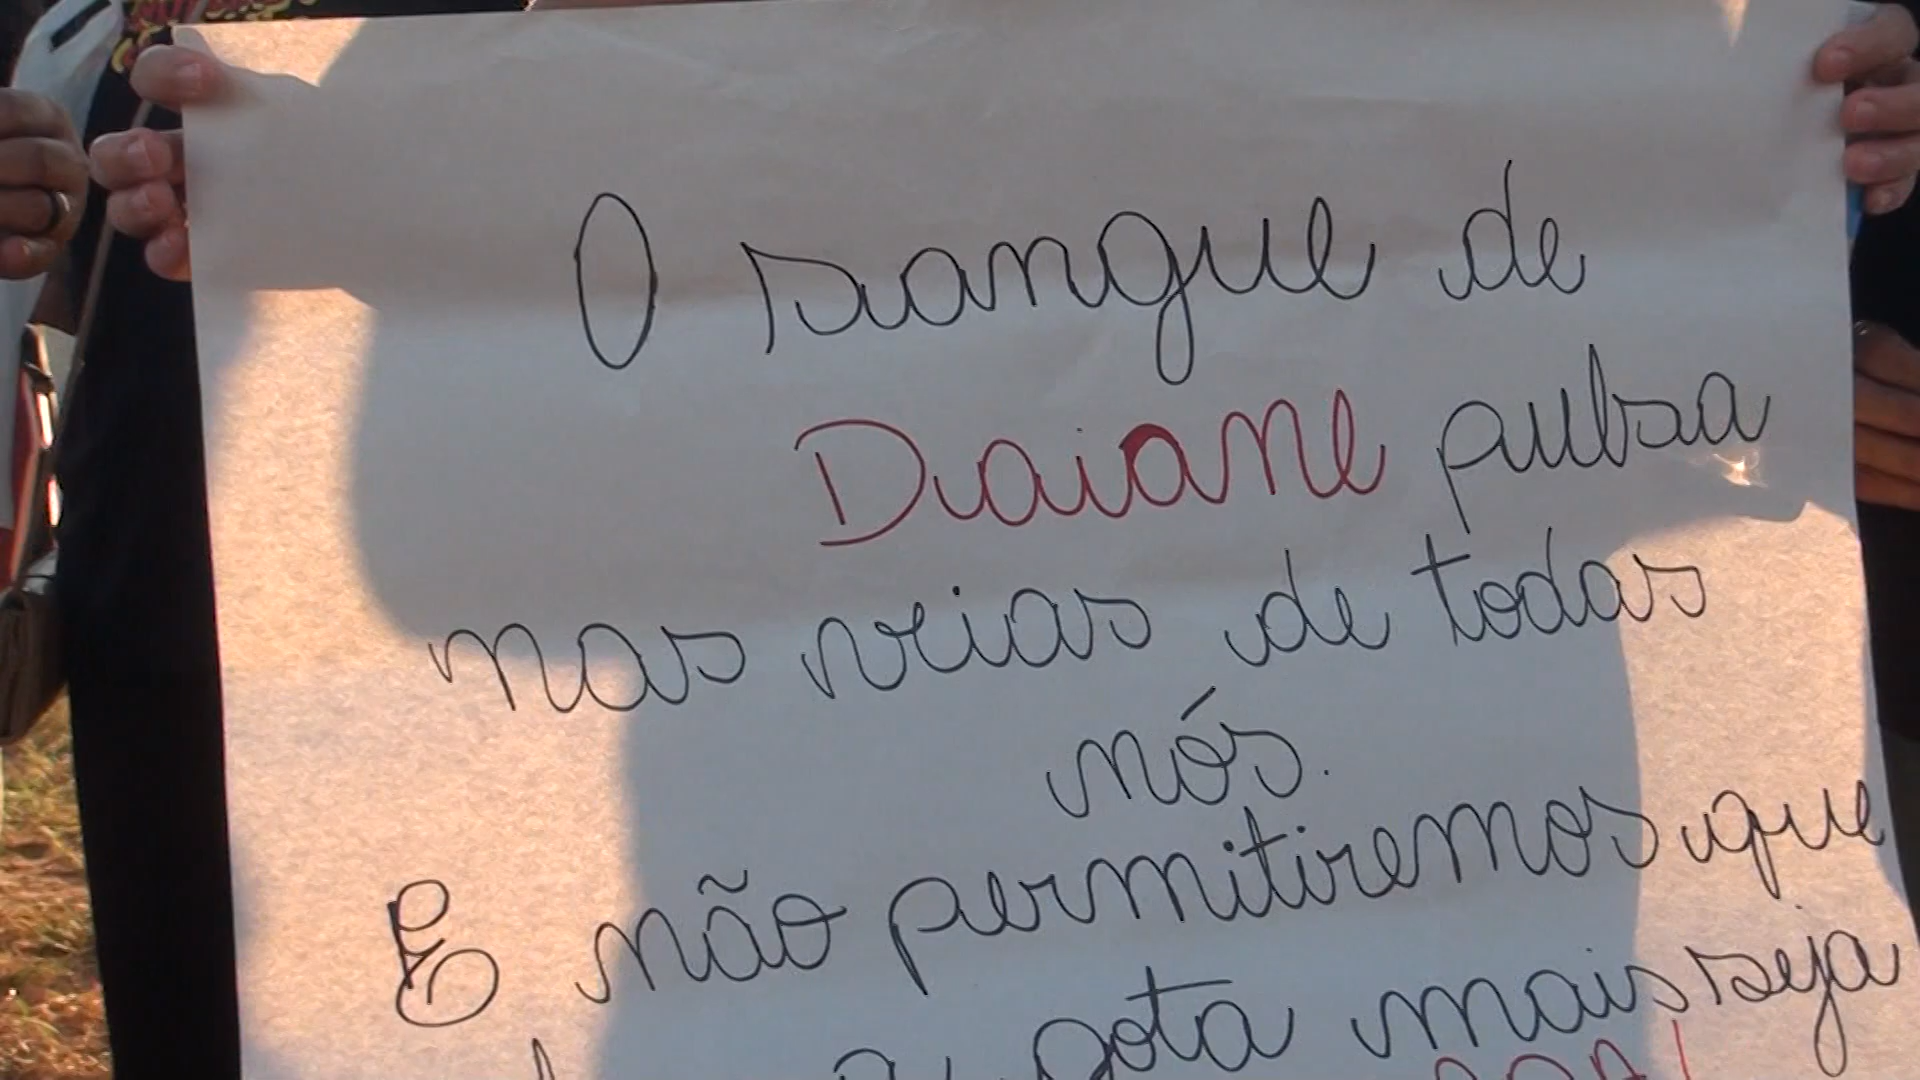 O sangue de
Daiane pulsa
nas veias de todas
nós.
E não permitiremos que
gota mais seja